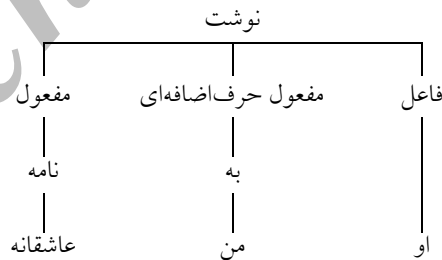 نوشت
فاعل مفعول حرف‌اضافه‌ای مفعول
به نامه
او من عاشقانه